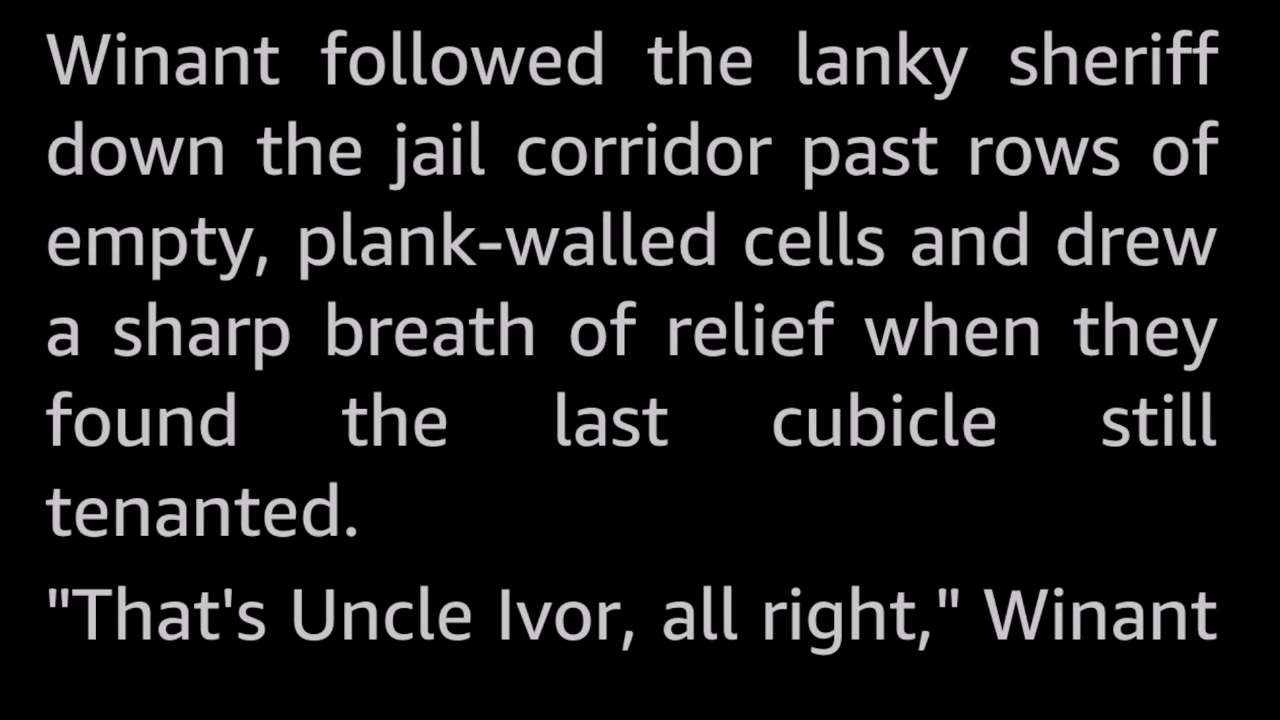 Winant followed the lanky sheriff
down the jail corridor past rows of
empty, plank-walled cells and drew
a sharp breath of relief when they
found the last cubicle still
tenanted.
"That's Uncle Ivor, all right," Winant